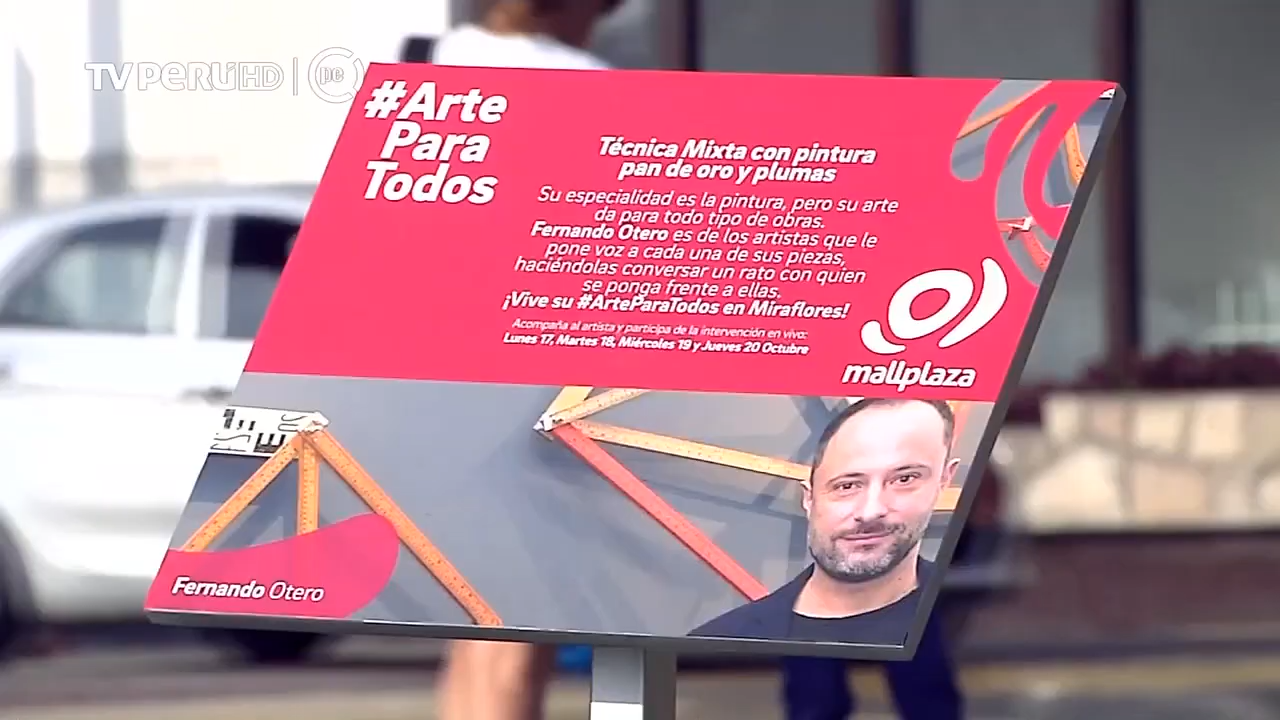 TVPERÚHD | pe
#Arte
Para
Todos
Técnica Mixta con pintura
pan de oro y plumas
Su especialidad es la pintura, pero su arte
da para todo tipo de obras.
Fernando Otero es de los artistas que le
pone voz a cada una de sus piezas,
haciéndolas conversar un rato con quien
se ponga frente a ellas.
¡Vive su #ArteParaTodos en Miraflores!
Acompaña al artista y participa de la intervención en vivo:
Lunes 17, Martes 18, Miércoles 19 y Jueves 20 Octubre
mallplaza
Fernando Otero